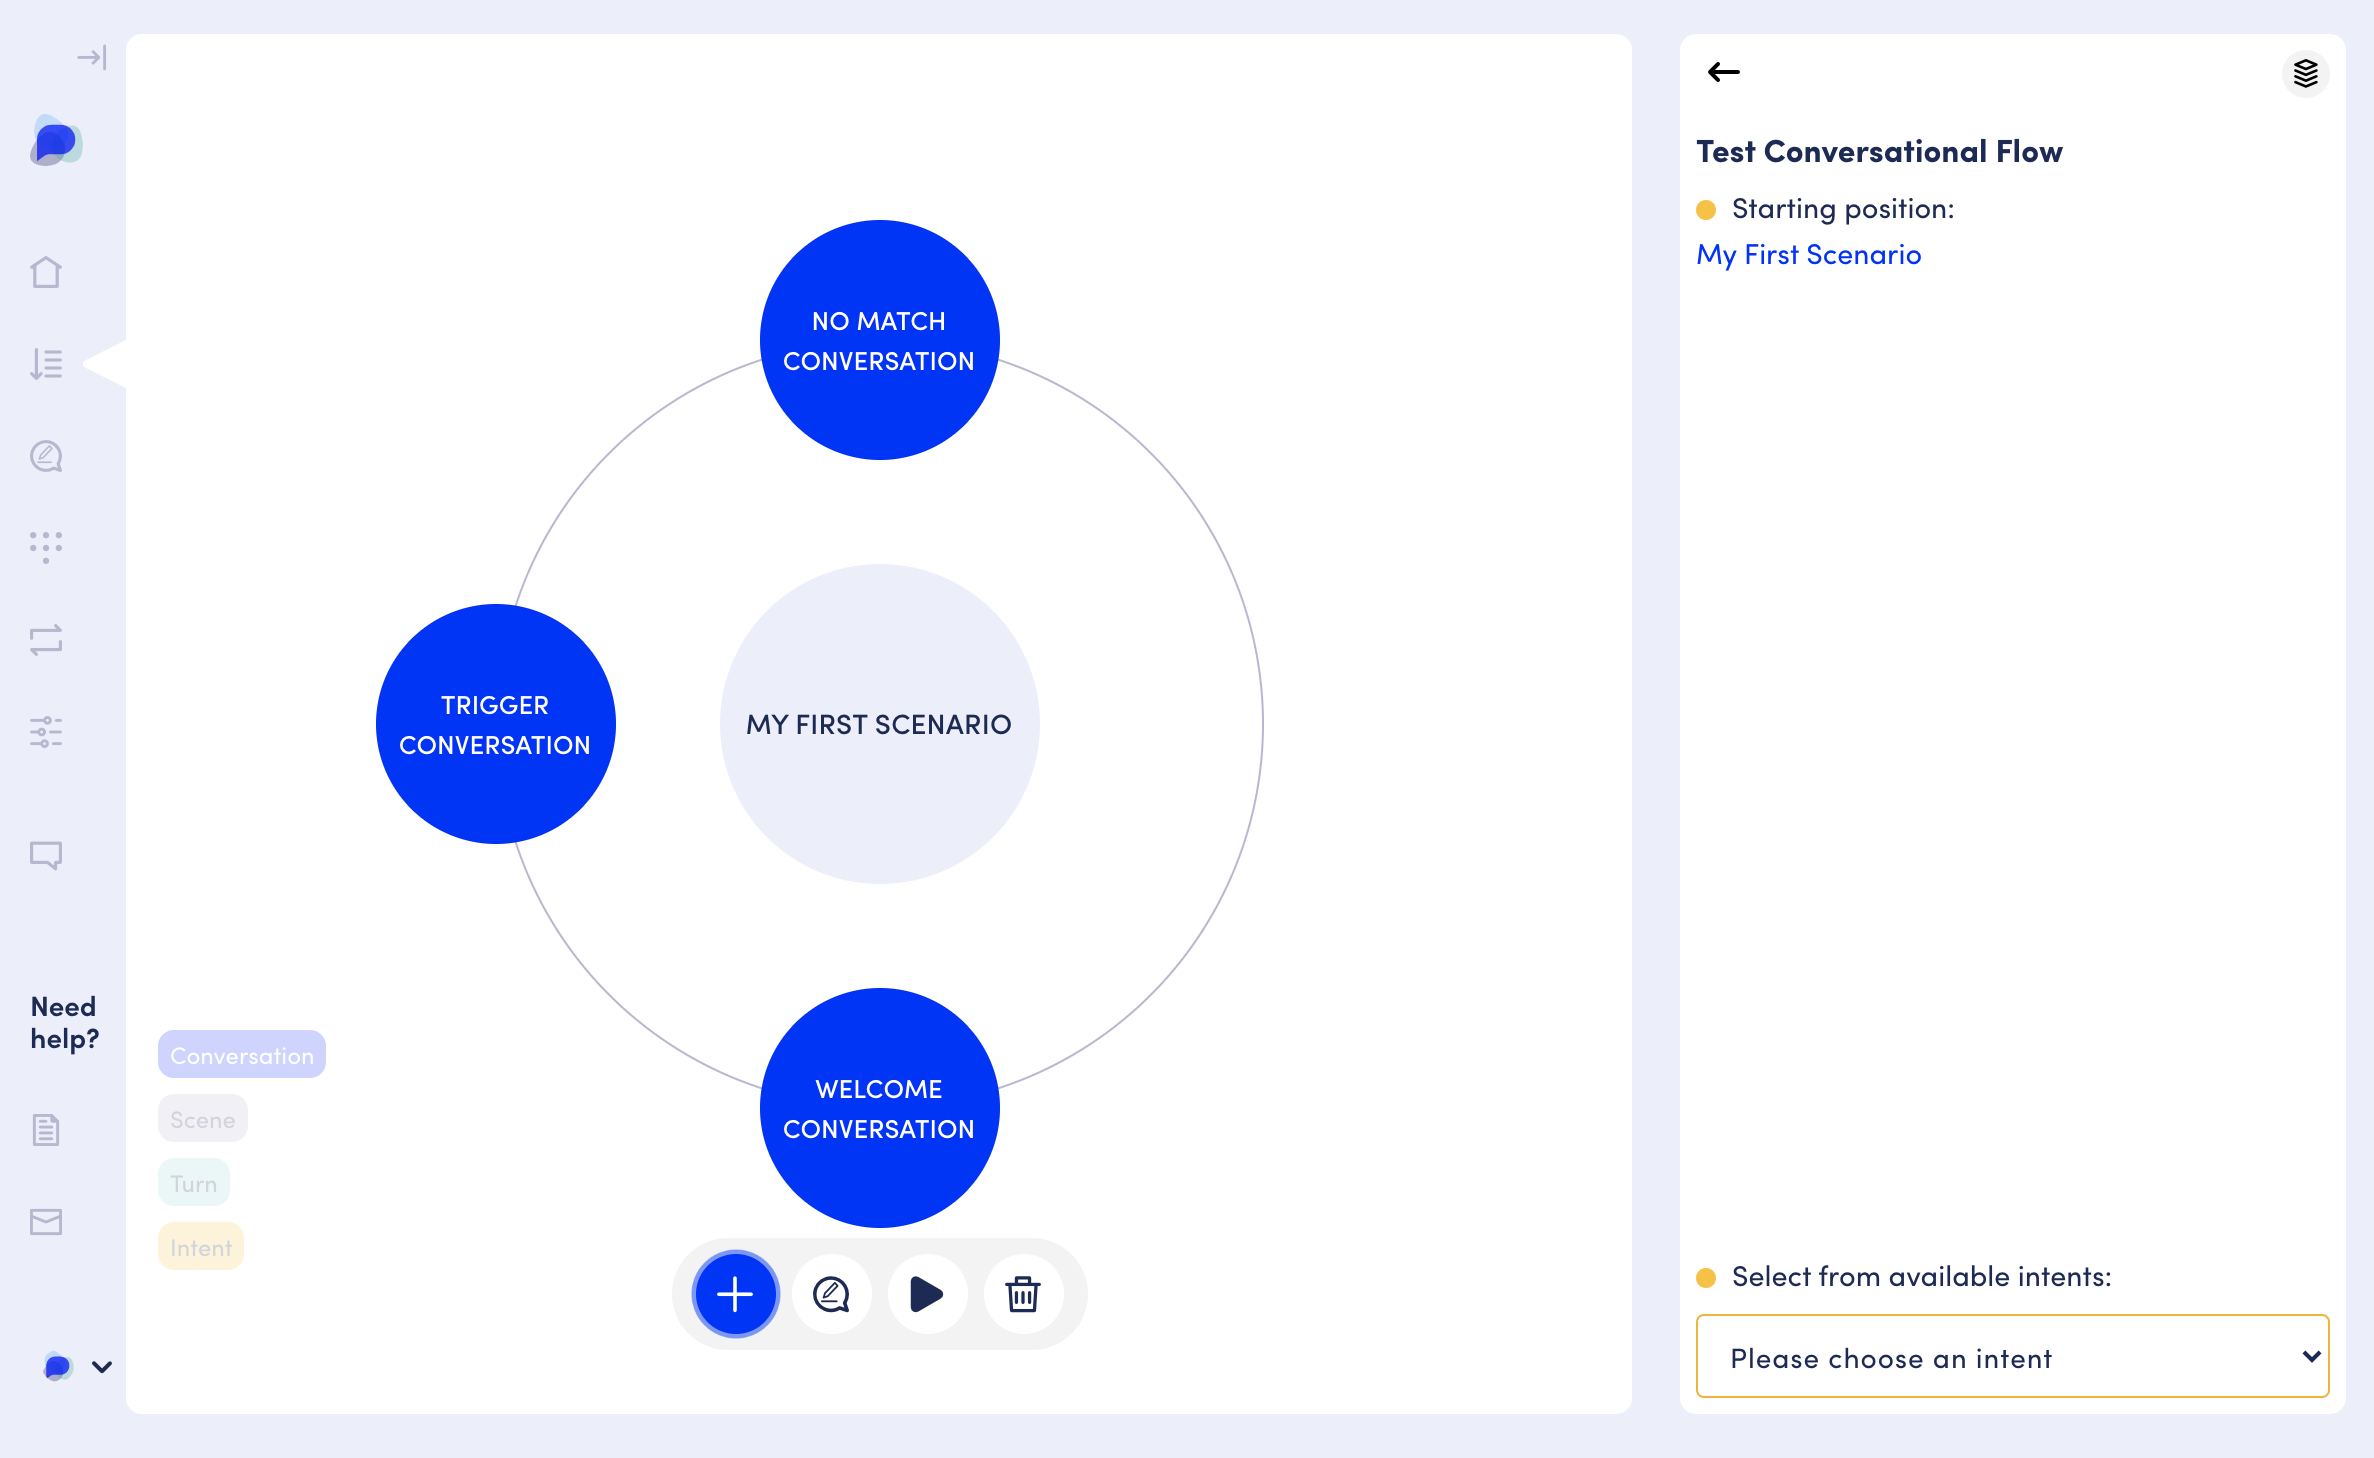 NO MATCH
CONVERSATION
TRIGGER
CONVERSATION
MY FIRST SCENARIO
WELCOME
CONVERSATION
Need
help?
Conversation
Scene
Turn
Intent
Test Conversational Flow
Starting position:
My First Scenario
Select from available intents:
Please choose an intent